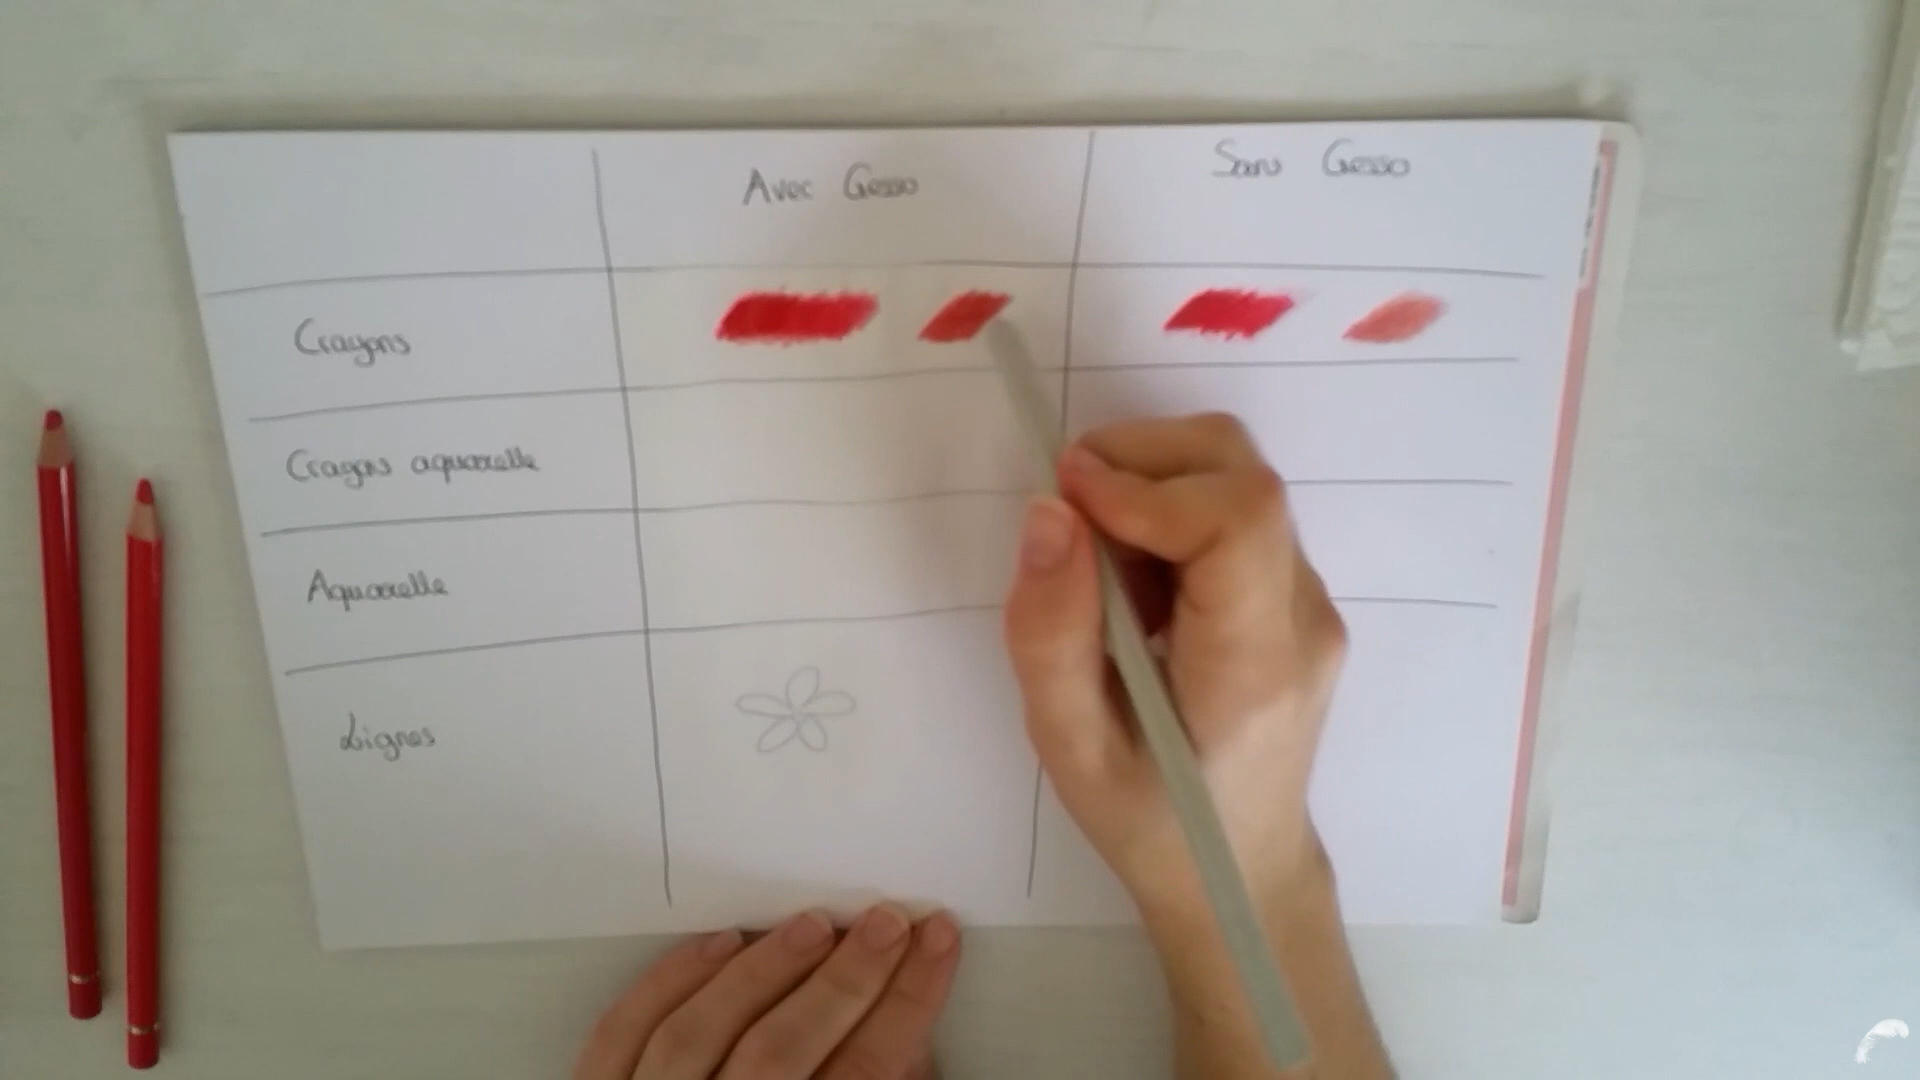 Avec Gesso
Sans Gesso
Crayons
Crayons aquarelle
Aquarelle
Lignes